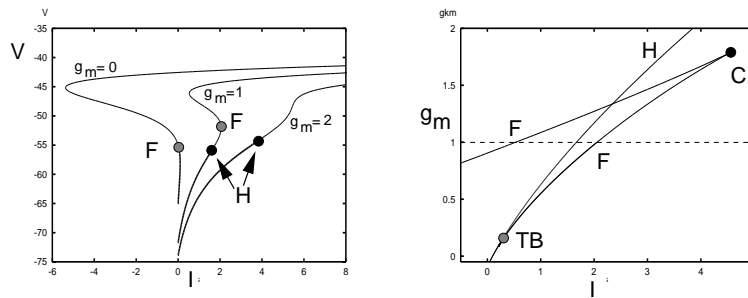 V
V
-35
-40
-45
-50
-55
-60
-65
-70
-75
g_m=0
g_m=1
g_m=2
F
F
H
-6 -4 -2 0 2 4 6 8
I
gkm
g_m
2
1.5
1
0.5
0
H
C
F
F
TB
0 1 2 3 4
I